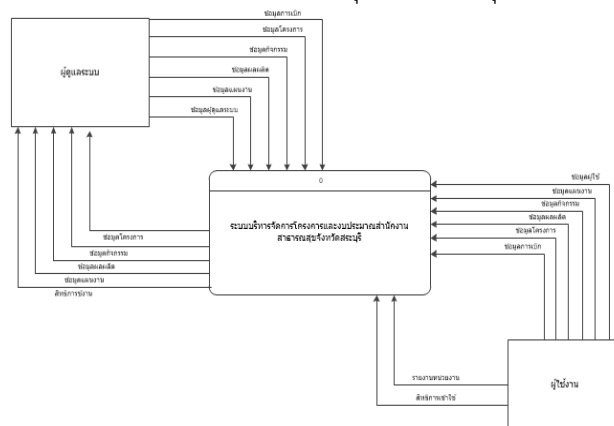 ข้อมูลการเบิก
ข้อมูลโครงการ
ข้อมูลกิจกรรม
ข้อมูลผลผลิต
ข้อมูลแผนงาน
ข้อมูลผู้ดูแลระบบ
ผู้ดูแลระบบ
0
ระบบบริหารจัดการโครงการและงบประมาณสำนักงาน
สาธารณสุขจังหวัดสระบุรี
ข้อมูลผู้ใช้
ข้อมูลแผนงาน
ข้อมูลกิจกรรม
ข้อมูลผลผลิต
ข้อมูลโครงการ
ข้อมูลการเบิก
ข้อมูลโครงการ
ข้อมูลกิจกรรม
ข้อมูลผลผลิต
ข้อมูลแผนงาน
สิทธิการใช้งาน
รายงานหน่วยงาน
สิทธิการเข้าใช้
ผู้ใช้งาน